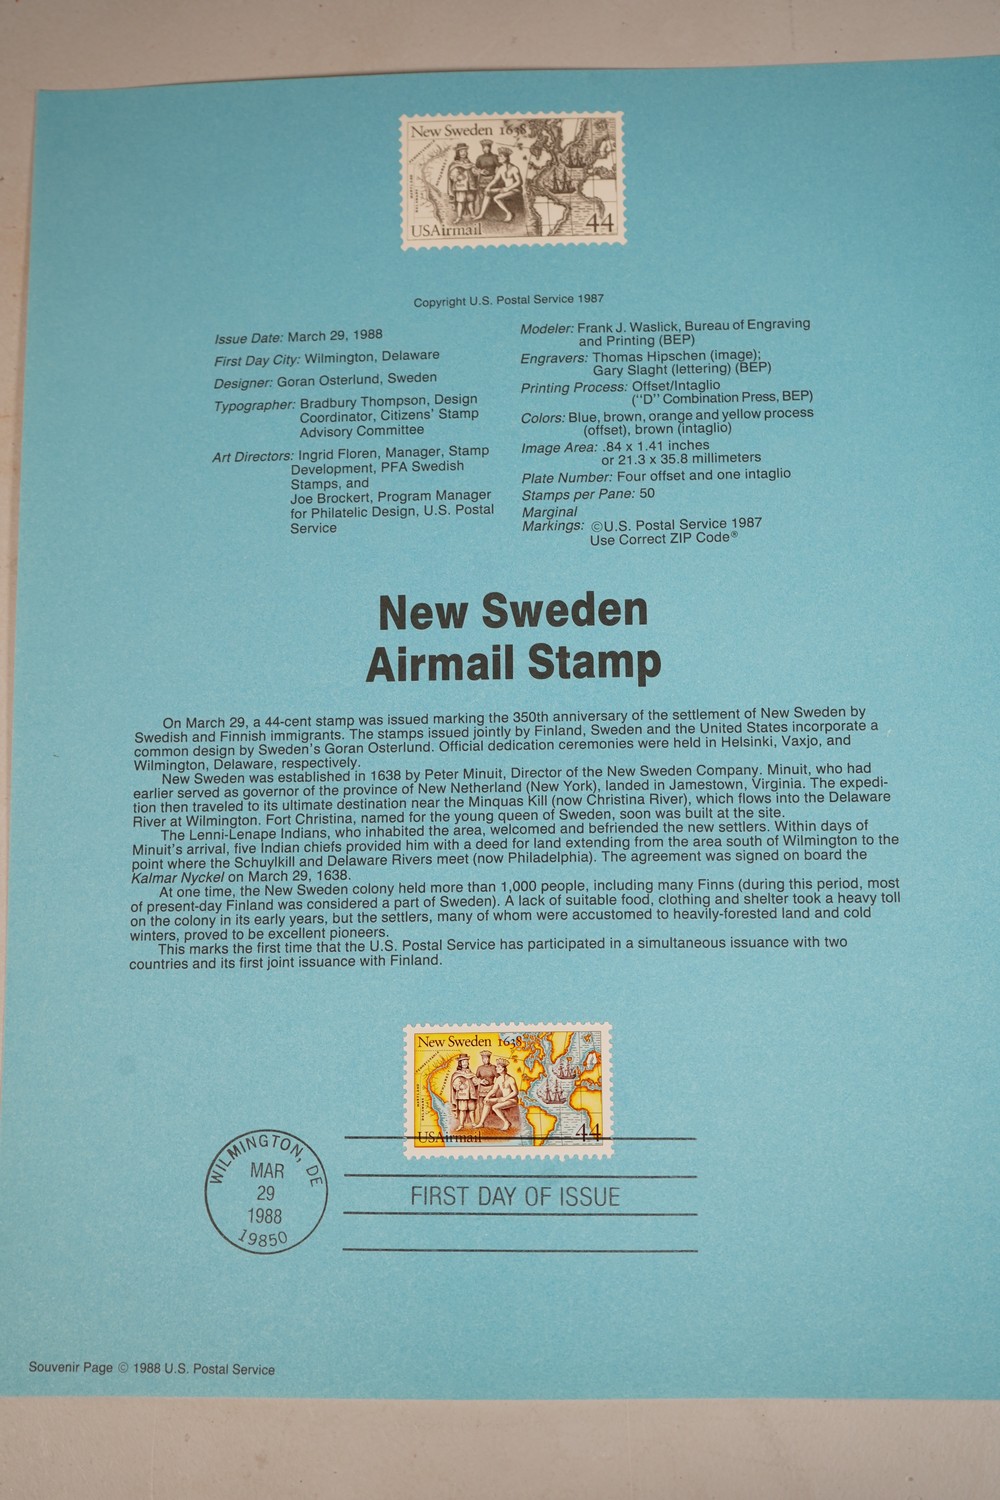 New Sweden 1638
USAirmail 44
Copyright U.S. Postal Service 1987
Issue Date: March 29, 1988
First Day City: Wilmington, Delaware
Designer: Goran Osterlund, Sweden
Typographer: Bradbury Thompson, Design
Coordinator, Citizens' Stamp
Advisory Committee
Art Directors: Ingrid Floren, Manager, Stamp
Development, PFA Swedish
Stamps, and
Joe Brockert, Program Manager
for Philatelic Design, U.S. Postal
Service
Modeler: Frank J. Waslick, Bureau of Engraving
and Printing (BEP)
Engravers: Thomas Hipschen (image);
Gary Slaght (lettering) (BEP)
Printing Process: Offset/Intaglio
("D" Combination Press, BEP)
Colors: Blue, brown, orange and yellow process
(offset), brown (intaglio)
Image Area: .84 x 1.41 inches
or 21.3 x 35.8 millimeters
Plate Number: Four offset and one intaglio
Stamps per Pane: 50
Marginal
Markings: ©U.S. Postal Service 1987
Use Correct ZIP Code®
New Sweden
Airmail Stamp
On March 29, a 44-cent stamp was issued marking the 350th anniversary of the settlement of New Sweden by
Swedish and Finnish immigrants. The stamps issued jointly by Finland, Sweden and the United States incorporate a
common design by Sweden's Goran Osterlund. Official dedication ceremonies were held in Helsinki, Vaxjo, and
Wilmington, Delaware, respectively.
New Sweden was established in 1638 by Peter Minuit, Director of the New Sweden Company. Minuit, who had
earlier served as governor of the province of New Netherland (New York), landed in Jamestown, Virginia. The expedi-
tion then traveled to its ultimate destination near the Minquas Kill (now Christina River), which flows into the Delaware
River at Wilmington. Fort Christina, named for the young queen of Sweden, soon was built at the site.
The Lenni-Lenape Indians, who inhabited the area, welcomed and befriended the new settlers. Within days of
Minuit's arrival, five Indian chiefs provided him with a deed for land extending from the area south of Wilmington to the
point where the Schuylkill and Delaware Rivers meet (now Philadelphia). The agreement was signed on board the
Kalmar Nyckel on March 29, 1638.
At one time, the New Sweden colony held more than 1,000 people, including many Finns (during this period, most
of present-day Finland was considered a part of Sweden). A lack of suitable food, clothing and shelter took a heavy toll
on the colony in its early years, but the settlers, many of whom were accustomed to heavily-forested land and cold
winters, proved to be excellent pioneers.
This marks the first time that the U.S. Postal Service has participated in a simultaneous issuance with two
countries and its first joint issuance with Finland.
New Sweden 1638
USAirmail 44
WILMINGTON, DE
MAR
29
1988
19850
FIRST DAY OF ISSUE
Souvenir Page © 1988 U.S. Postal Service